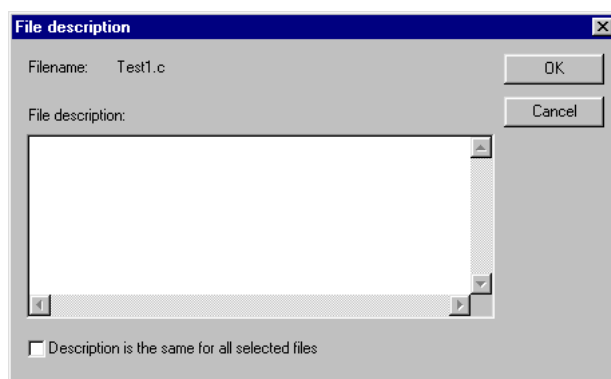 File description
Filename: Test1.c
OK
File description:
Cancel
Description is the same for all selected files